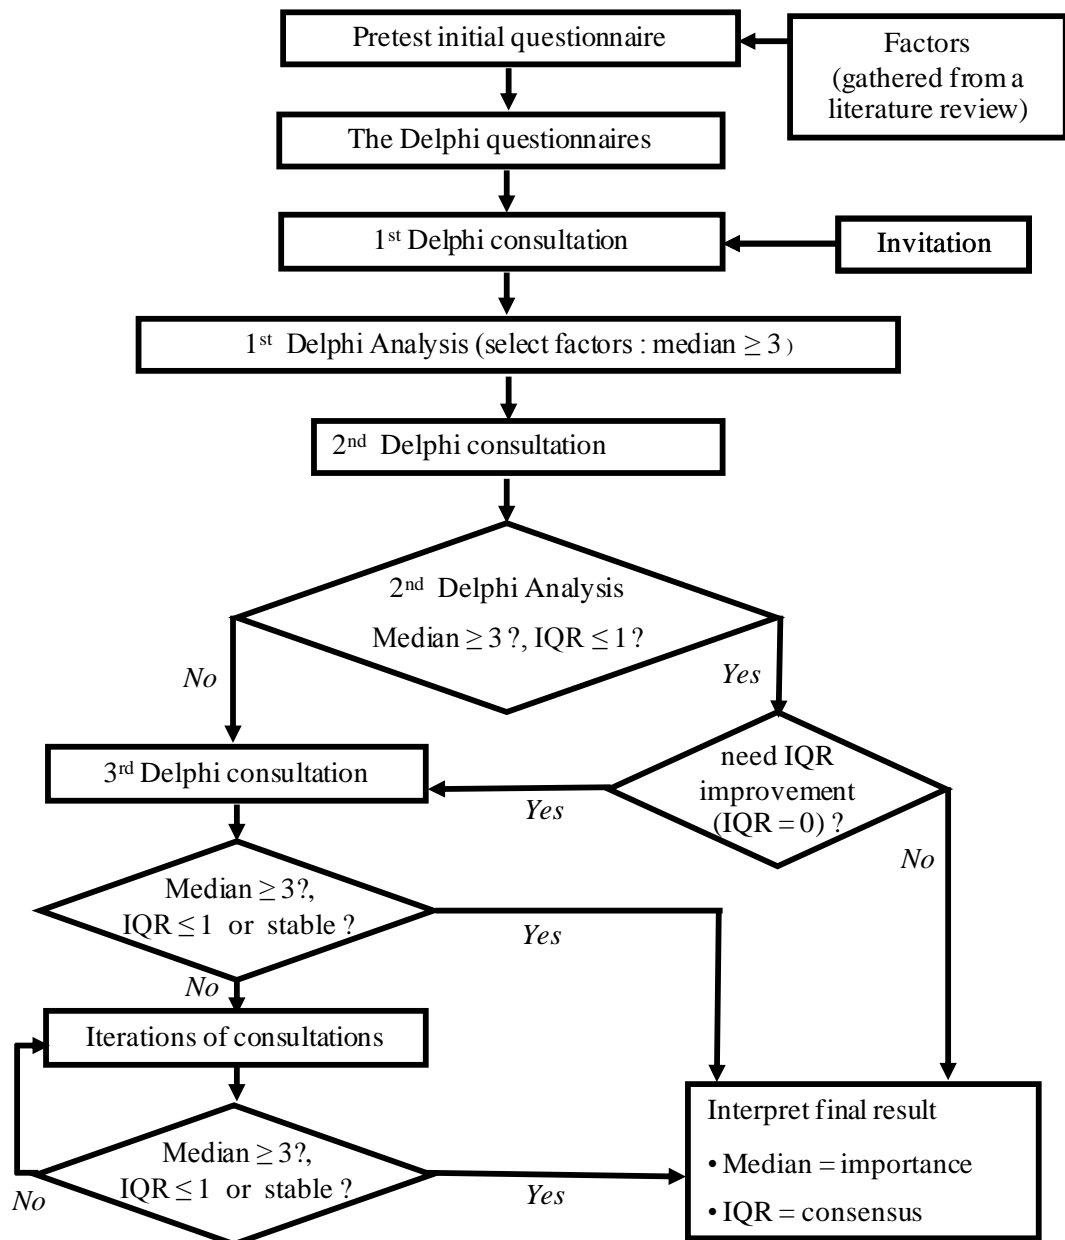 Pretest initial questionnaire
Factors
(gathered from a
literature review)
The Delphi questionnaires
1st Delphi consultation
Invitation
1st Delphi Analysis (select factors : median ≥ 3 )
2nd Delphi consultation
2nd Delphi Analysis
Median ≥ 3 ?, IQR ≤ 1 ?
No
Yes
3rd Delphi consultation
need IQR
improvement
(IQR = 0) ?
Yes
No
Median ≥ 3?,
IQR ≤ 1 or stable ?
Yes
No
Iterations of consultations
Median ≥ 3?,
IQR ≤ 1 or stable ?
No
Yes
Interpret final result
• Median = importance
• IQR = consensus